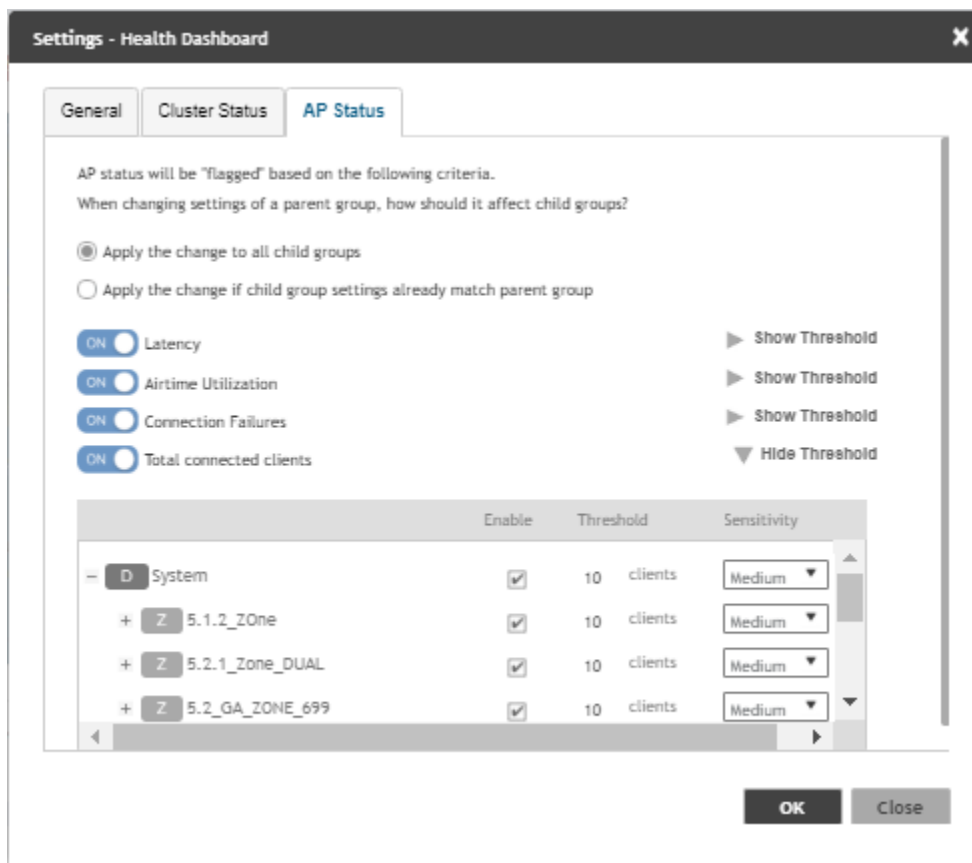 Settings - Health Dashboard
General Cluster Status AP Status
AP status will be "flagged" based on the following criteria.
When changing settings of a parent group, how should it affect child groups?
Apply the change to all child groups
Apply the change if child group settings already match parent group
ON Latency Show Threshold
ON Airtime Utilization Show Threshold
ON Connection Failures Show Threshold
ON Total connected clients Hide Threshold
Enable Threshold Sensitivity
D System 10 clients Medium
Z 5.1.2_ZOne 10 clients Medium
Z 5.2.1_Zone_DUAL 10 clients Medium
Z 5.2_GA_ZONE_699 10 clients Medium
OK Close